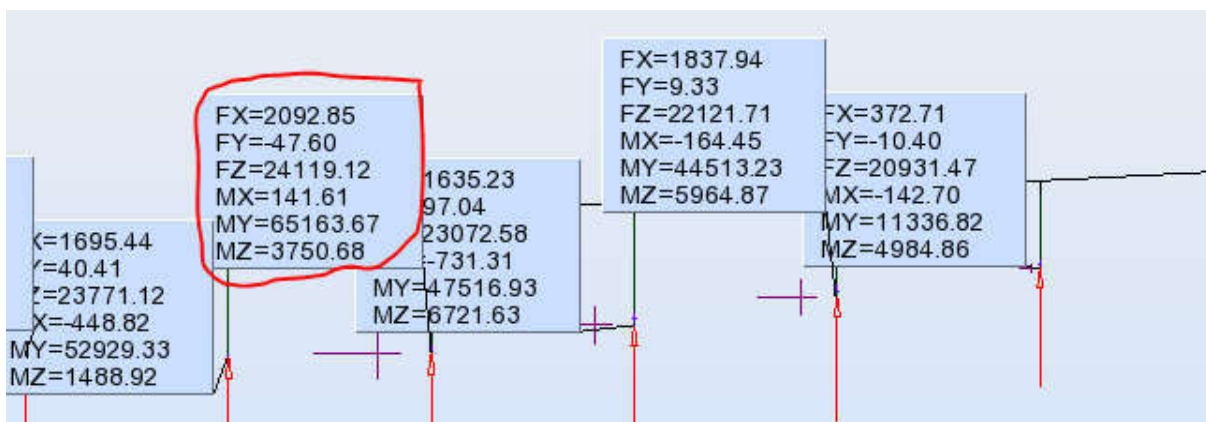 X=1695.44
Y=40.41
Z=23771.12
X=-448.82
MY=52929.33
MZ=1488.92
FX=2092.85
FY=-47.60
FZ=24119.12
MX=141.61
MY=65163.67
MZ=3750.68
1635.23
97.04
23072.58
-731.31
MY=47516.93
MZ=6721.63
FX=1837.94
FY=9.33
FZ=22121.71
MX=-164.45
MY=44513.23
MZ=5964.87
FX=372.71
FY=-10.40
FZ=20931.47
MX=-142.70
MY=11336.82
MZ=4984.86